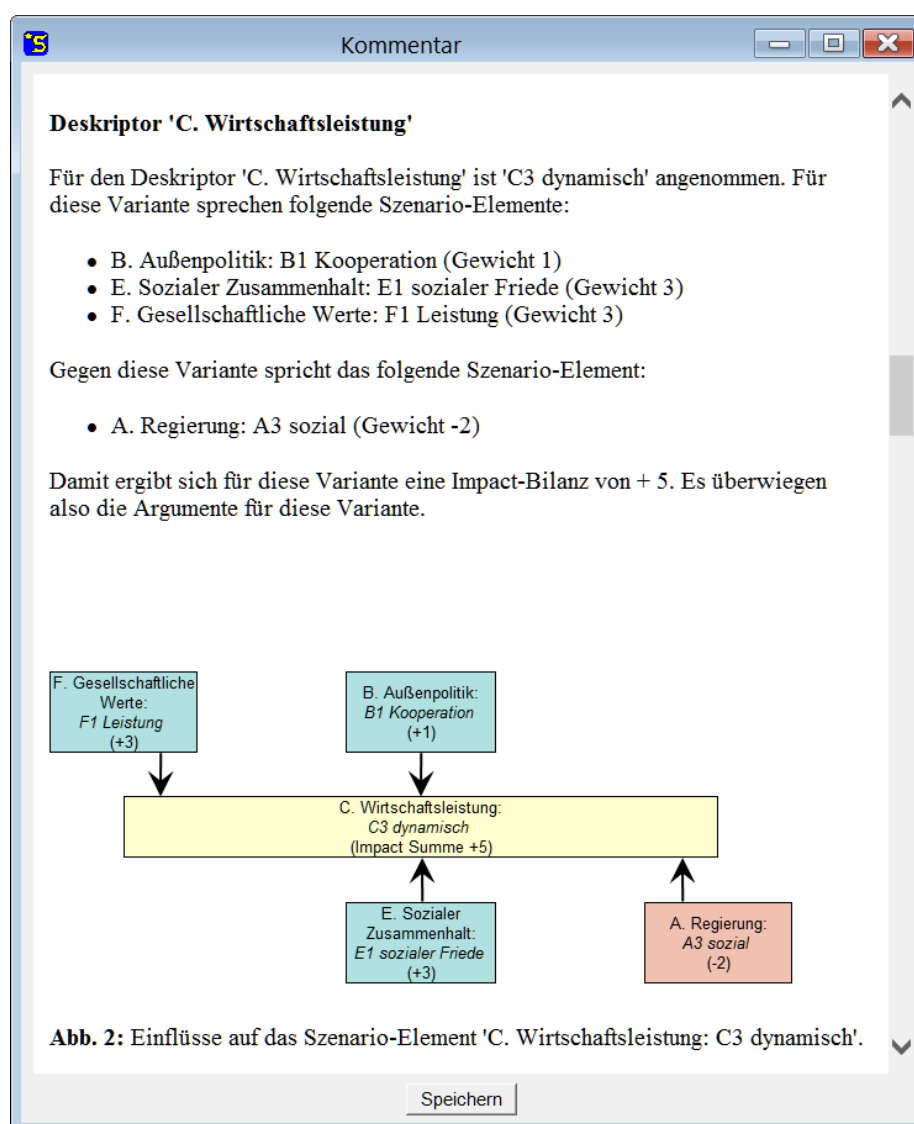 Kommentar
Deskriptor 'C. Wirtschaftsleistung'
Für den Deskriptor 'C. Wirtschaftsleistung' ist 'C3 dynamisch' angenommen. Für
diese Variante sprechen folgende Szenario-Elemente:
• B. Außenpolitik: B1 Kooperation (Gewicht 1)
• E. Sozialer Zusammenhalt: E1 sozialer Friede (Gewicht 3)
• F. Gesellschaftliche Werte: F1 Leistung (Gewicht 3)
Gegen diese Variante spricht das folgende Szenario-Element:
• A. Regierung: A3 sozial (Gewicht -2)
Damit ergibt sich für diese Variante eine Impact-Bilanz von + 5. Es überwiegen
also die Argumente für diese Variante.
F. Gesellschaftliche
Werte:
F1 Leistung
(+3)
B. Außenpolitik:
B1 Kooperation
(+1)
C. Wirtschaftsleistung:
C3 dynamisch
(Impact Summe +5)
E. Sozialer
Zusammenhalt:
E1 sozialer Friede
(+3)
A. Regierung:
A3 sozial
(-2)
Abb. 2: Einflüsse auf das Szenario-Element 'C. Wirtschaftsleistung: C3 dynamisch'.
Speichern